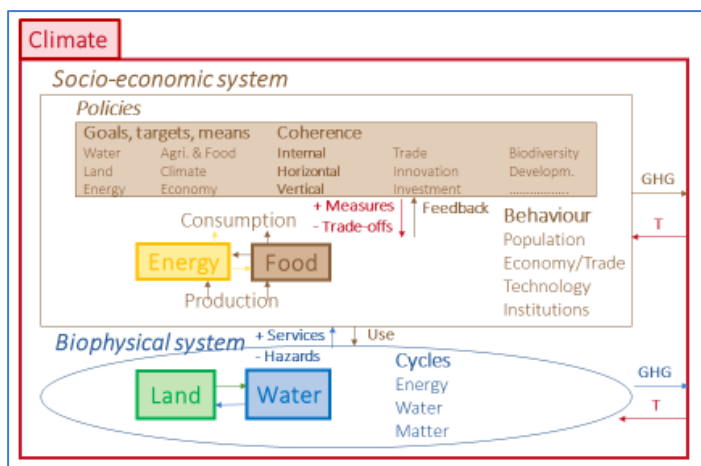 Climate
Socio-economic system
Policies
Goals, targets, means
Coherence
Water Agri. & Food Internal Trade Biodiversity
Land Climate Horizontal Innovation Developm.
Energy Economy Vertical Investment .................
+ Measures
- Trade-offs
Feedback
GHG
T
Consumption
Energy
Food
Production
Behaviour
Population
Economy/Trade
Technology
Institutions
Biophysical system
+ Services
- Hazards
Use
Land
Water
Cycles
Energy
Water
Matter
GHG
T